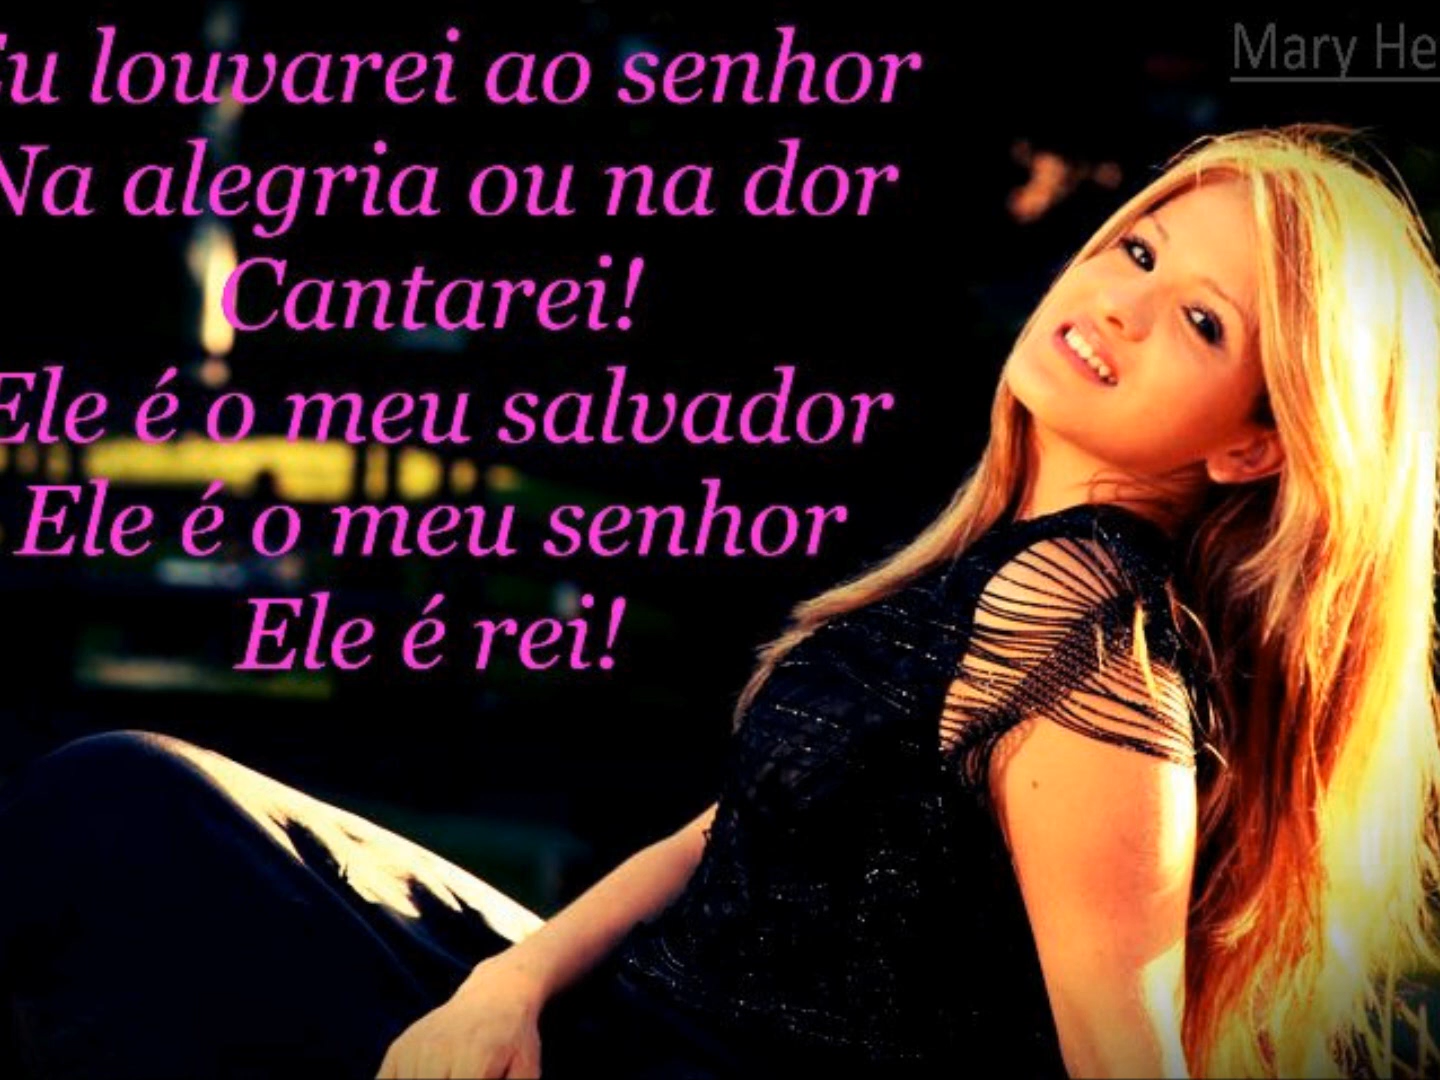 Eu louvarei ao senhor
Na alegria ou na dor
Cantarei!
Ele é o meu salvador
Ele é o meu senhor
Ele é rei!
Mary